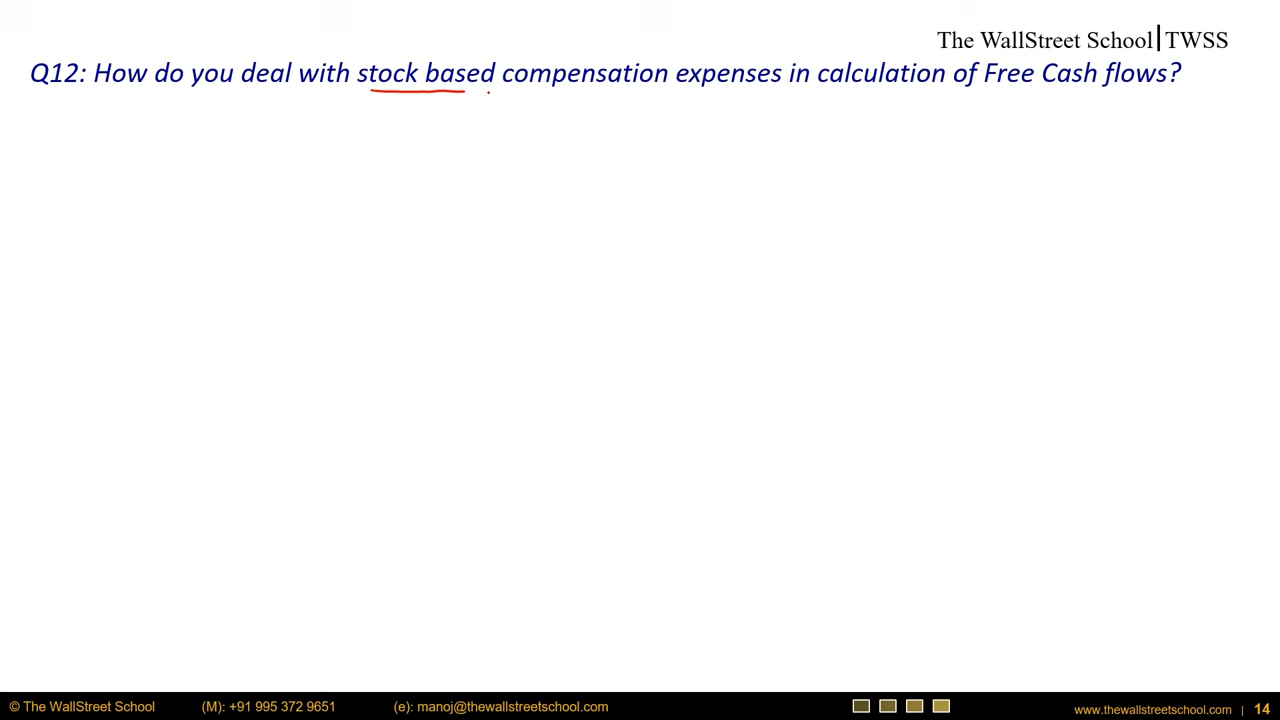 The WallStreet School|TWSS
Q12: How do you deal with stock based compensation expenses in calculation of Free Cash flows?
© The WallStreet School (M): +91 995 372 9651 (e): manoj@thewallstreetschool.com www.thewallstreetschool.com | 14